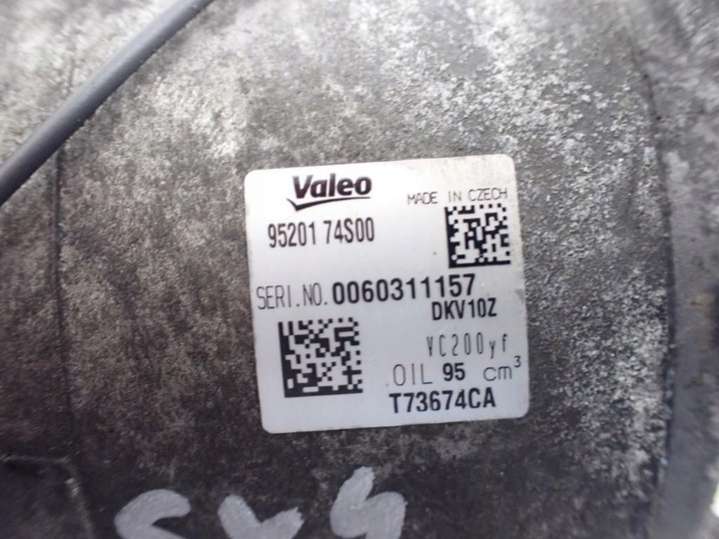 Valeo
MADE IN CZECH
95201 74S00
SERI.NO. 0060311157
DKV10Z
VC200yf
OIL 95 cm³
T73674CA